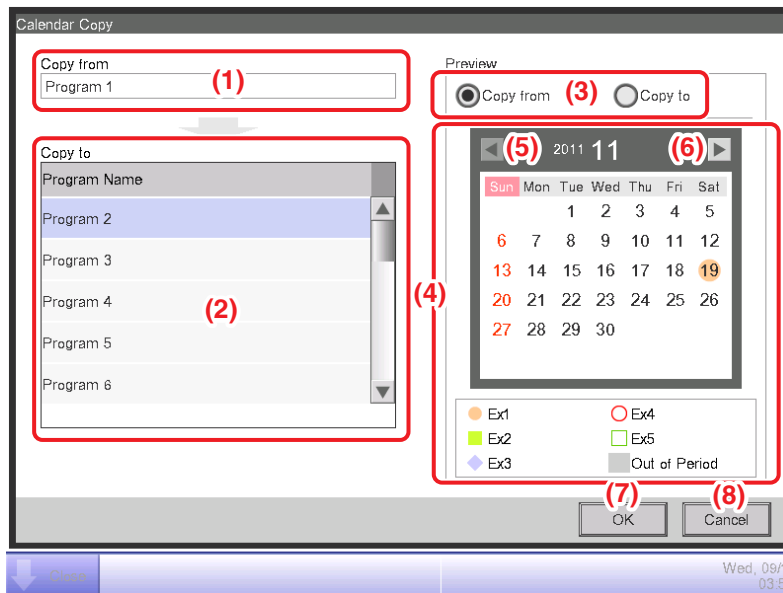 Calendar Copy
Copy from
Program 1
(1)
Copy to
Program Name
Program 2
Program 3
Program 4
Program 5
Program 6
(2)
Preview
Copy from (3) Copy to
(4)
(5) 2011 11 (6)
Sun Mon Tue Wed Thu Fri Sat
1 2 3 4 5
6 7 8 9 10 11 12
13 14 15 16 17 18 19
20 21 22 23 24 25 26
27 28 29 30
Ex1 Ex4
Ex2 Ex5
Ex3 Out of Period
(7) (8)
OK Cancel
Close
Wed, 09/
03:5